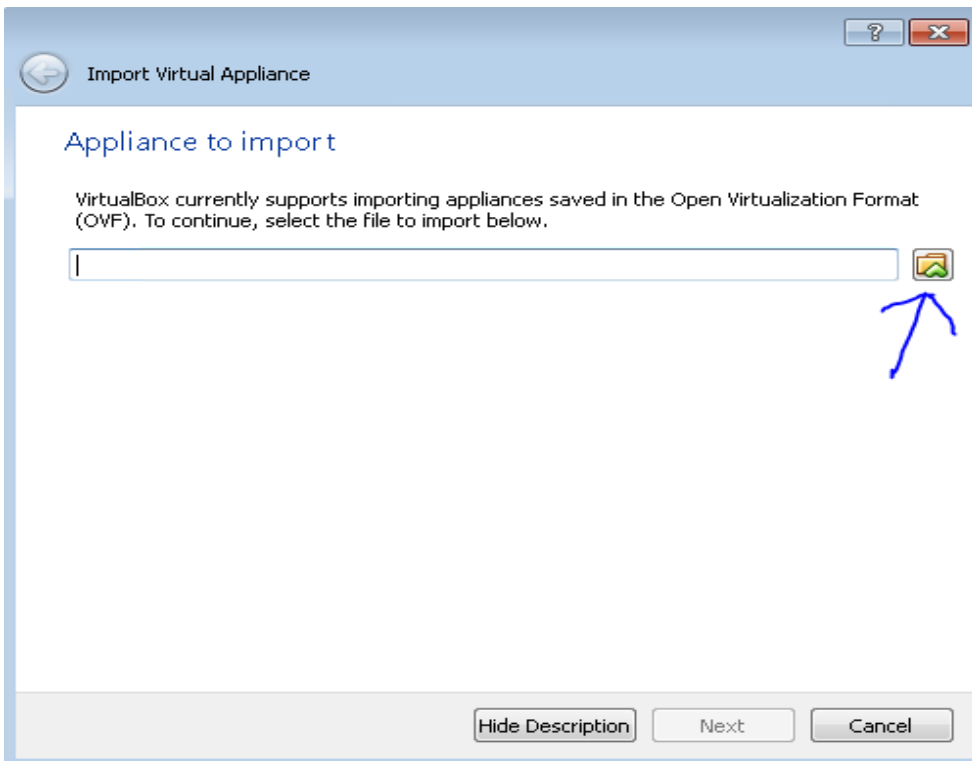 Import Virtual Appliance
Appliance to import
VirtualBox currently supports importing appliances saved in the Open Virtualization Format
(OVF). To continue, select the file to import below.
Hide Description Next Cancel